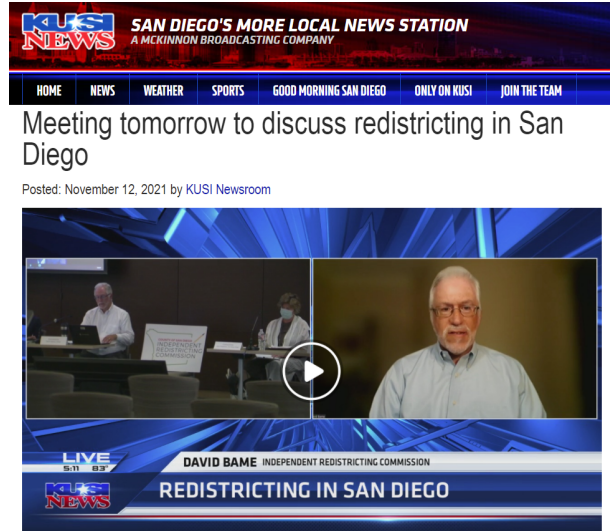 KUSI
NEWS
SAN DIEGO'S MORE LOCAL NEWS STATION
A MCKINNON BROADCASTING COMPANY
HOME NEWS WEATHER SPORTS GOOD MORNING SAN DIEGO ONLY ON KUSI JOIN THE TEAM
Meeting tomorrow to discuss redistricting in San
Diego
Posted: November 12, 2021 by KUSI Newsroom
INDEPENDENT
REDISTRICTING
COMMISSION
LIVE
5:11 83°
DAVID BAME INDEPENDENT REDISTRICTING COMMISSION
KUSI
NEWS
REDISTRICTING IN SAN DIEGO